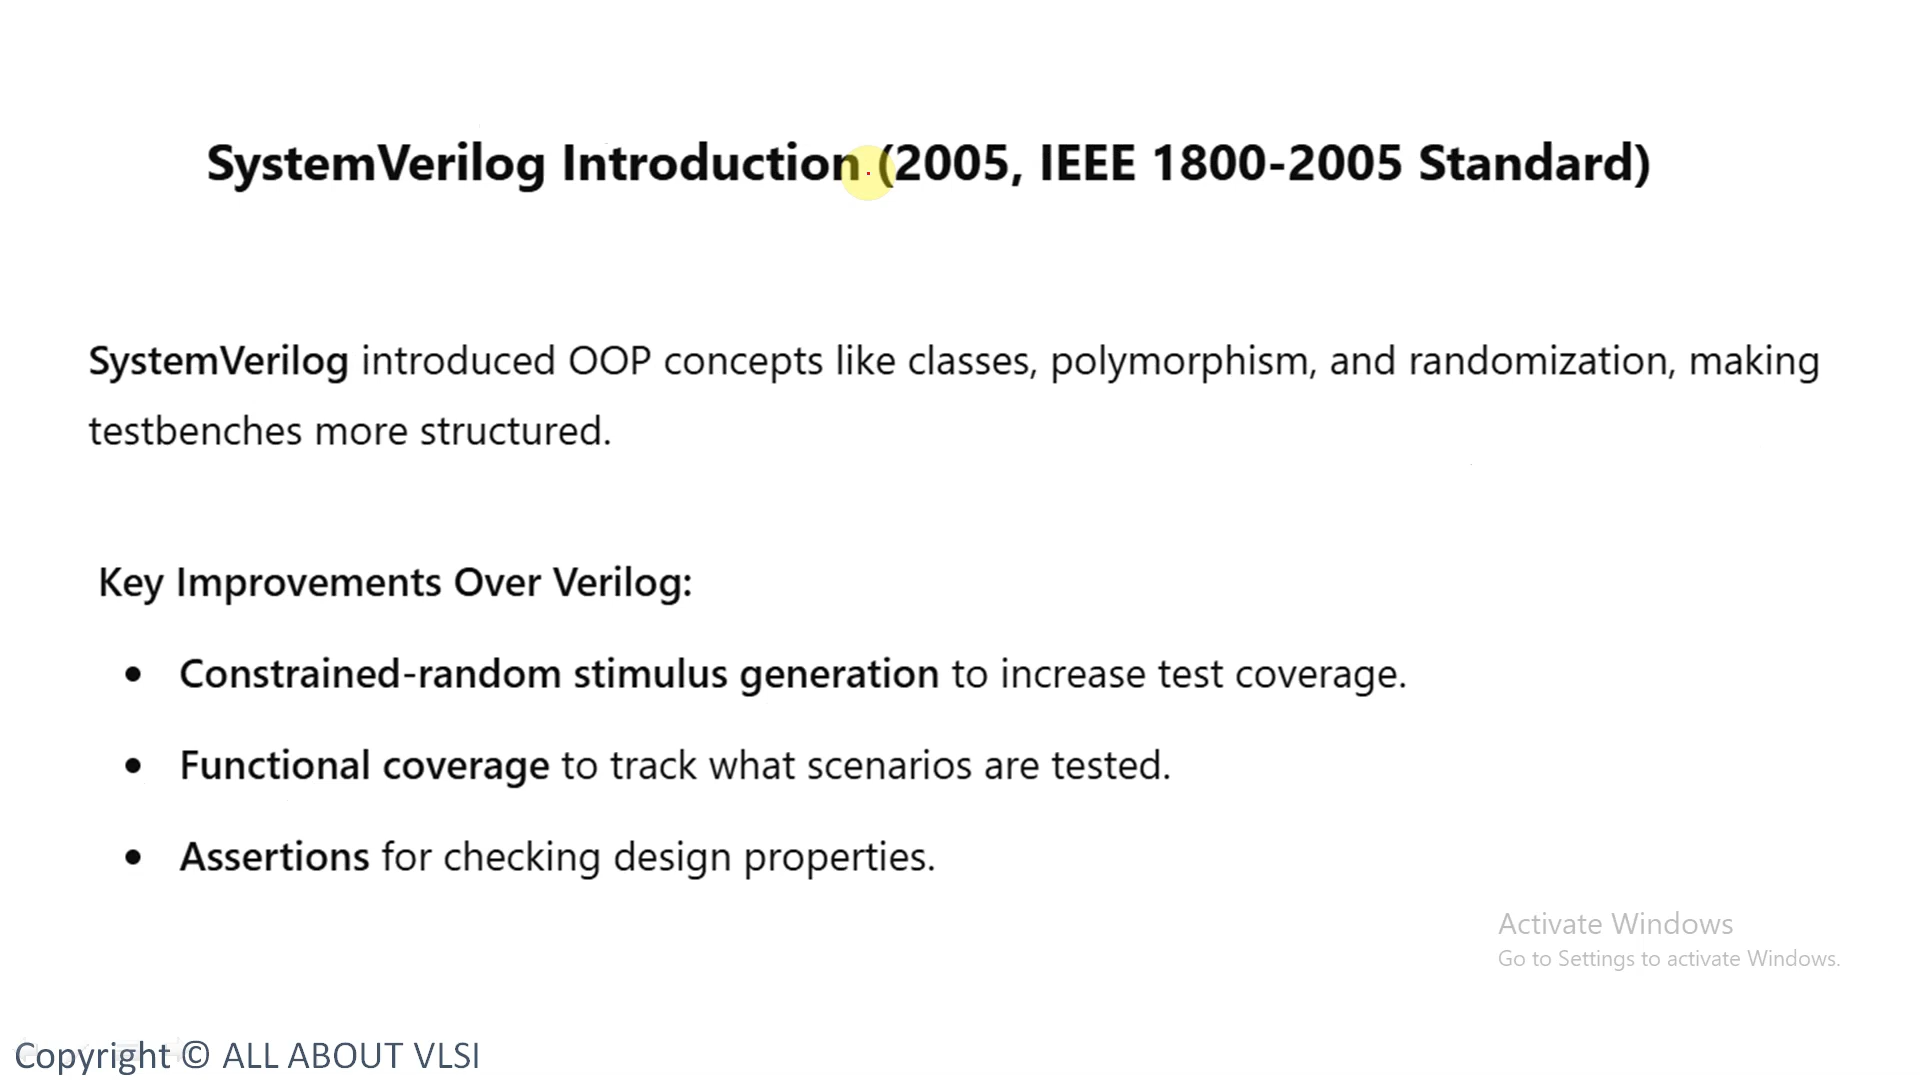 SystemVerilog Introduction (2005, IEEE 1800-2005 Standard)
SystemVerilog introduced OOP concepts like classes, polymorphism, and randomization, making
testbenches more structured.
Key Improvements Over Verilog:
• Constrained-random stimulus generation to increase test coverage.
• Functional coverage to track what scenarios are tested.
• Assertions for checking design properties.
Activate Windows
Go to Settings to activate Windows.
Copyright © ALL ABOUT VLSI